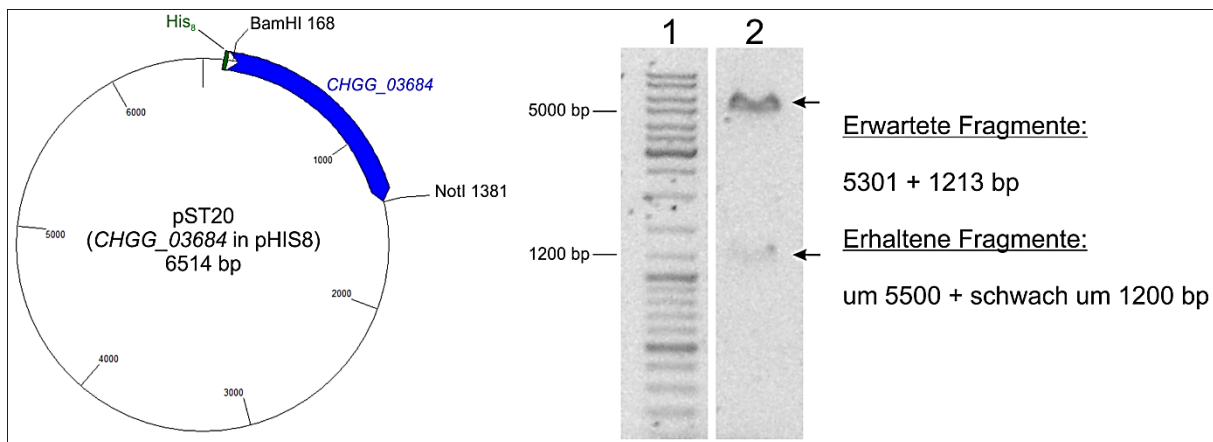 His8
BamHI 168
CHGG_03684
6000
1000
NotI 1381
pST20
(CHGG_03684 in pHIS8)
6514 bp
5000
2000
4000
3000
1
2
5000 bp
1200 bp
Erwartete Fragmente:
5301 + 1213 bp
Erhaltene Fragmente:
um 5500 + schwach um 1200 bp